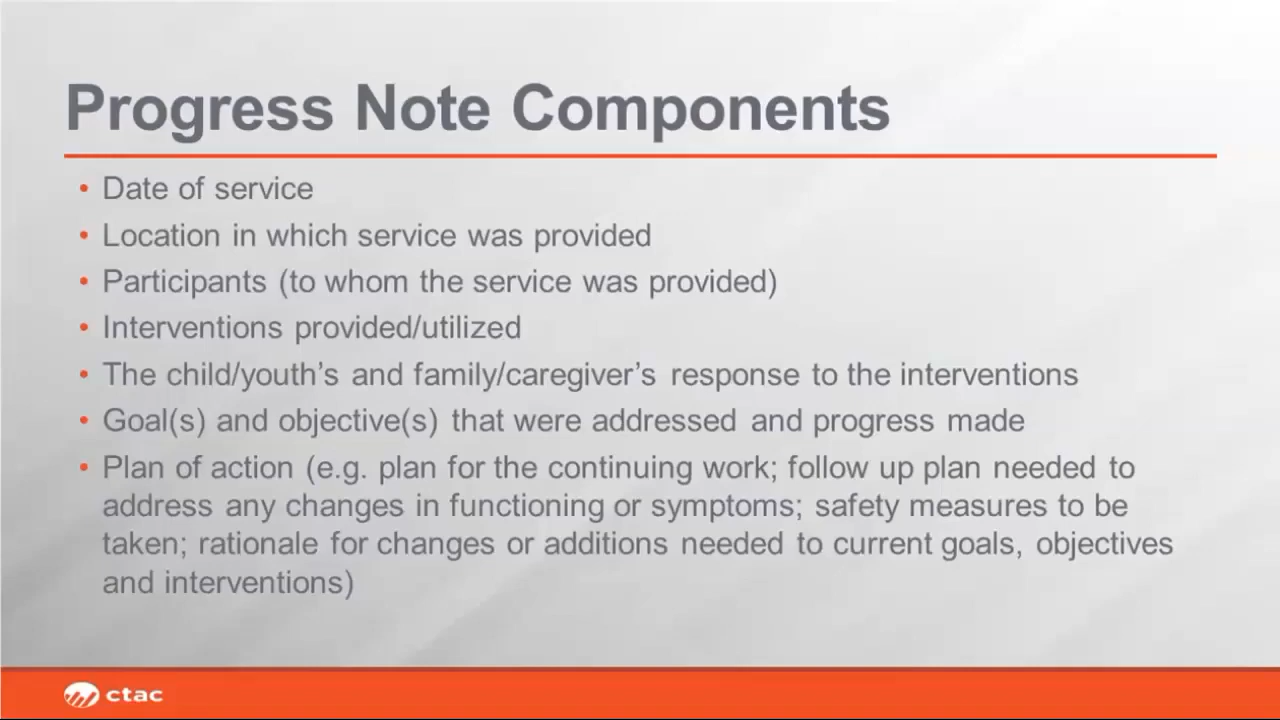 Progress Note Components
• Date of service
• Location in which service was provided
• Participants (to whom the service was provided)
• Interventions provided/utilized
• The child/youth’s and family/caregiver’s response to the interventions
• Goal(s) and objective(s) that were addressed and progress made
• Plan of action (e.g. plan for the continuing work; follow up plan needed to
address any changes in functioning or symptoms; safety measures to be
taken; rationale for changes or additions needed to current goals, objectives
and interventions)
ctac